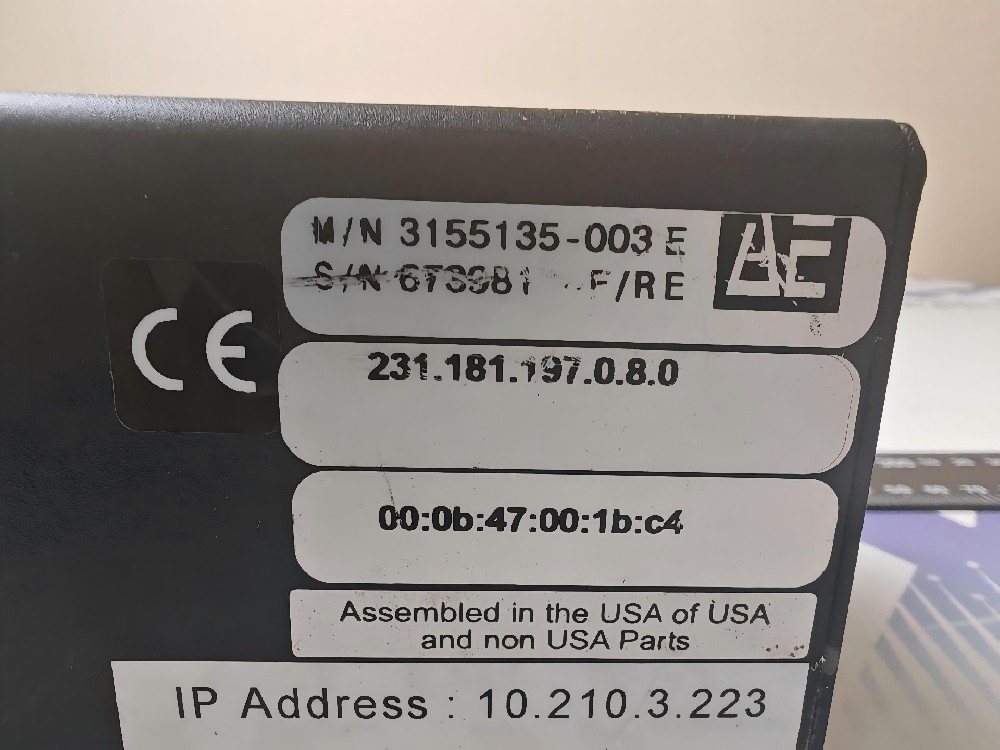 M/N 3155135-003 E
AE
F/RE
CE
231.181.197.0.8.0
00:0b:47:00:1b:c4
Assembled in the USA of USA
and non USA Parts
IP Address : 10.210.3.223